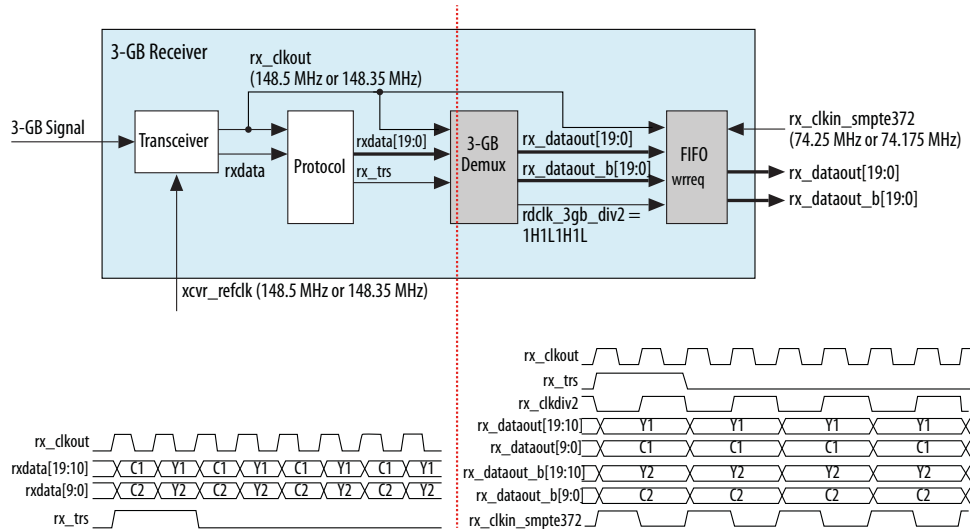 3-GB Receiver
rx_clkout
(148.5 MHz or 148.35 MHz)
3-GB Signal
Transceiver
rxdata
Protocol
rxdata[19:0]
rx_trs
3-GB
Demux
rx_dataout[19:0]
rx_dataout_b[19:0]
rdclk_3gb_div2 =
1H1L1H1L
FIFO
wrreq
rx_clkin_smpte372
(74.25 MHz or 74.175 MHz)
rx_dataout[19:0]
rx_dataout_b[19:0]
xcvr_refclk (148.5 MHz or 148.35 MHz)
rx_clkout
rxdata[19:10] C1 Y1 C1 Y1 C1 Y1 C1 Y1
rxdata[9:0] C2 Y2 C2 Y2 C2 Y2 C2 Y2
rx_trs
rx_clkout
rx_trs
rx_clkdiv2
rx_dataout[19:10] Y1 Y1 Y1 Y1
rx_dataout[9:0] C1 C1 C1 C1
rx_dataout_b[19:10] Y2 Y2 Y2 Y2
rx_dataout_b[9:0] C2 C2 C2 C2
rx_clkin_smpte372